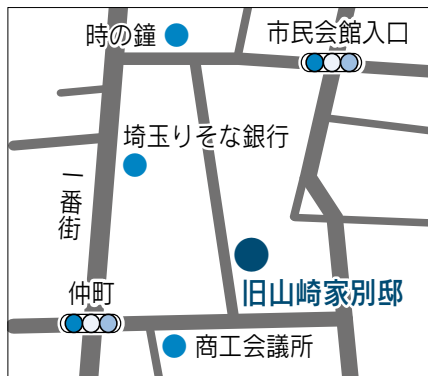 時の鐘
市民会館入口
埼玉りそな銀行
一番街
仲町
旧山崎家別邸
商工会議所